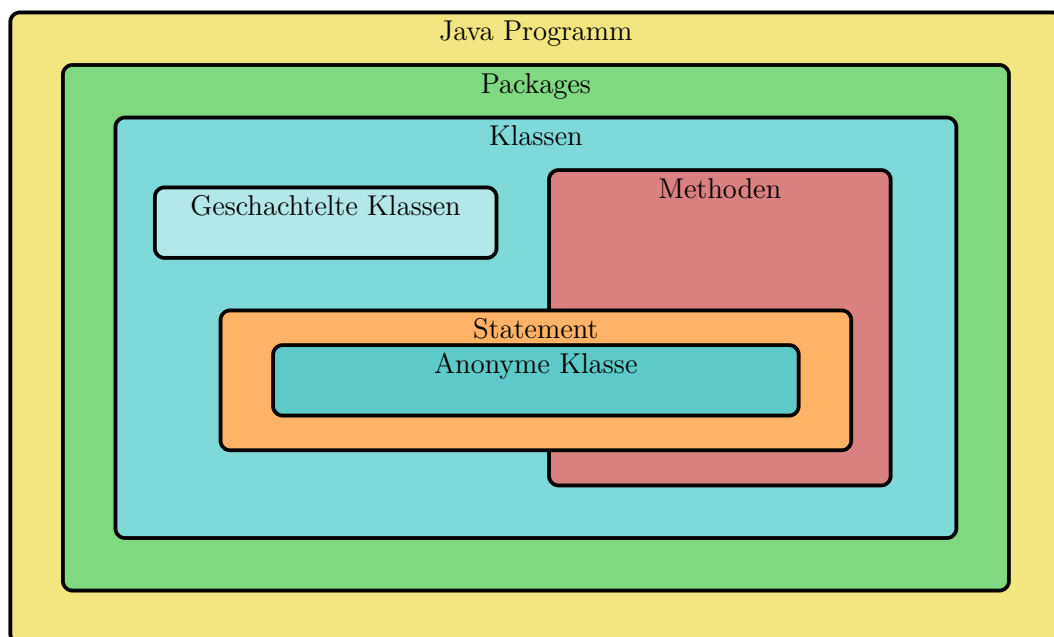 Java Programm
Packages
Klassen
Geschachtelte Klassen
Methoden
Statement
Anonyme Klasse